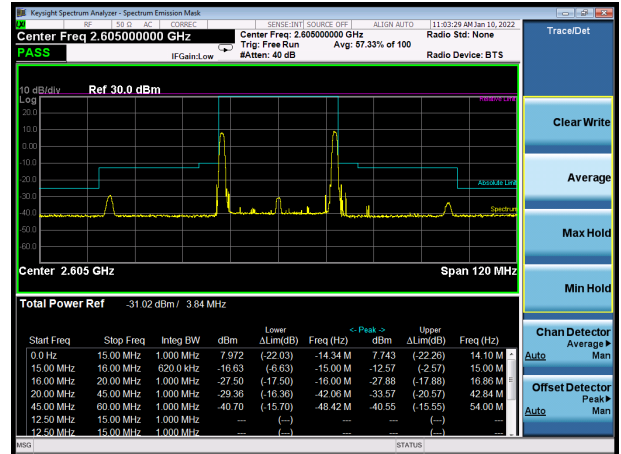 Keysight Spectrum Analyzer - Spectrum Emission Mask
LXI RF 50 Ω AC CORREC SENSE:INT SOURCE OFF ALIGN AUTO 11:03:29 AM Jan 10, 2022
Center Freq 2.605000000 GHz Center Freq: 2.605000000 GHz Radio Std: None
Trig: Free Run Avg: 57.33% of 100
PASS IFGain:Low #Atten: 40 dB Radio Device: BTS
10 dB/div Ref 30.0 dBm
Log
20.0
10.0
0.00
10.0
20.0
30.0
40.0
50.0
60.0
Absolute Limit
Spectrum
Center 2.605 GHz Span 120 MHz
Total Power Ref -31.02 dBm / 3.84 MHz
Lower <- Peak -> Upper
Start Freq Stop Freq Integ BW dBm ΔLim(dB) Freq (Hz) dBm ΔLim(dB) Freq (Hz)
0.0 Hz 15.00 MHz 1.000 MHz 7.972 (-22.03) -14.34 M 7.743 (-22.26) 14.10 M
15.00 MHz 16.00 MHz 620.0 kHz -16.63 (-6.63) -15.00 M -12.57 (-2.57) 15.00 M
16.00 MHz 20.00 MHz 1.000 MHz -27.50 (-17.50) -16.00 M -27.88 (-17.88) 16.86 M
20.00 MHz 45.00 MHz 1.000 MHz -29.36 (-16.36) -42.06 M -33.57 (-20.57) 42.84 M
45.00 MHz 60.00 MHz 1.000 MHz -40.70 (-15.70) -48.42 M -40.55 (-15.55) 54.00 M
12.50 MHz 15.00 MHz 1.000 MHz --- (---) --- (---)
12.50 MHz 15.00 MHz 1.000 MHz --- (---) --- (---)
MSG STATUS
Trace/Det
Clear Write
Average
Max Hold
Min Hold
Chan Detector
Average
Auto Man
Offset Detector
Peak
Auto Man